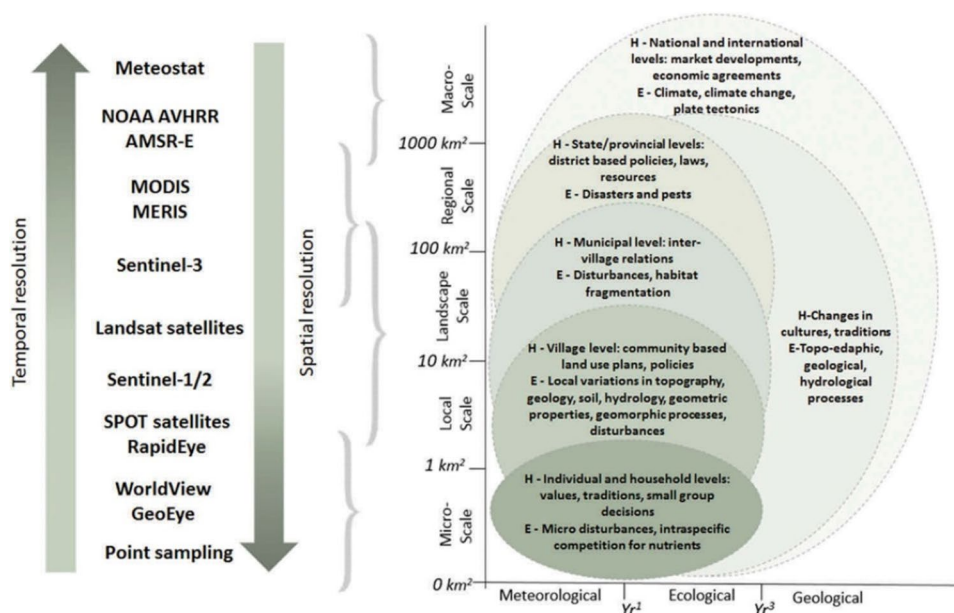 Temporal resolution
Meteostat
NOAA AVHRR
AMSR-E
MODIS
MERIS
Sentinel-3
Landsat satellites
Sentinel-1/2
SPOT satellites
RapidEye
WorldView
GeoEye
Point sampling
Spatial resolution
Macro-
Scale
1000 km²
Regional
Scale
100 km²
Landscape
Scale
10 km²
Local
Scale
1 km²
Micro-
Scale
0 km²
H - National and international
levels: market developments,
economic agreements
E - Climate, climate change,
plate tectonics
H - State/provincial levels:
district based policies, laws,
resources
E - Disasters and pests
H - Municipal level: inter-
village relations
E - Disturbances, habitat
fragmentation
H-Changes in
cultures, traditions
E-Topo-edaphic,
geological,
hydrological
processes
H - Village level: community based
land use plans, policies
E - Local variations in topography,
geology, soil, hydrology, geometric
properties, geomorphic processes,
disturbances
H - Individual and household levels:
values, traditions, small group
decisions
E - Micro disturbances, intraspecific
competition for nutrients
Meteorological
Yr¹
Ecological
Yr³
Geological